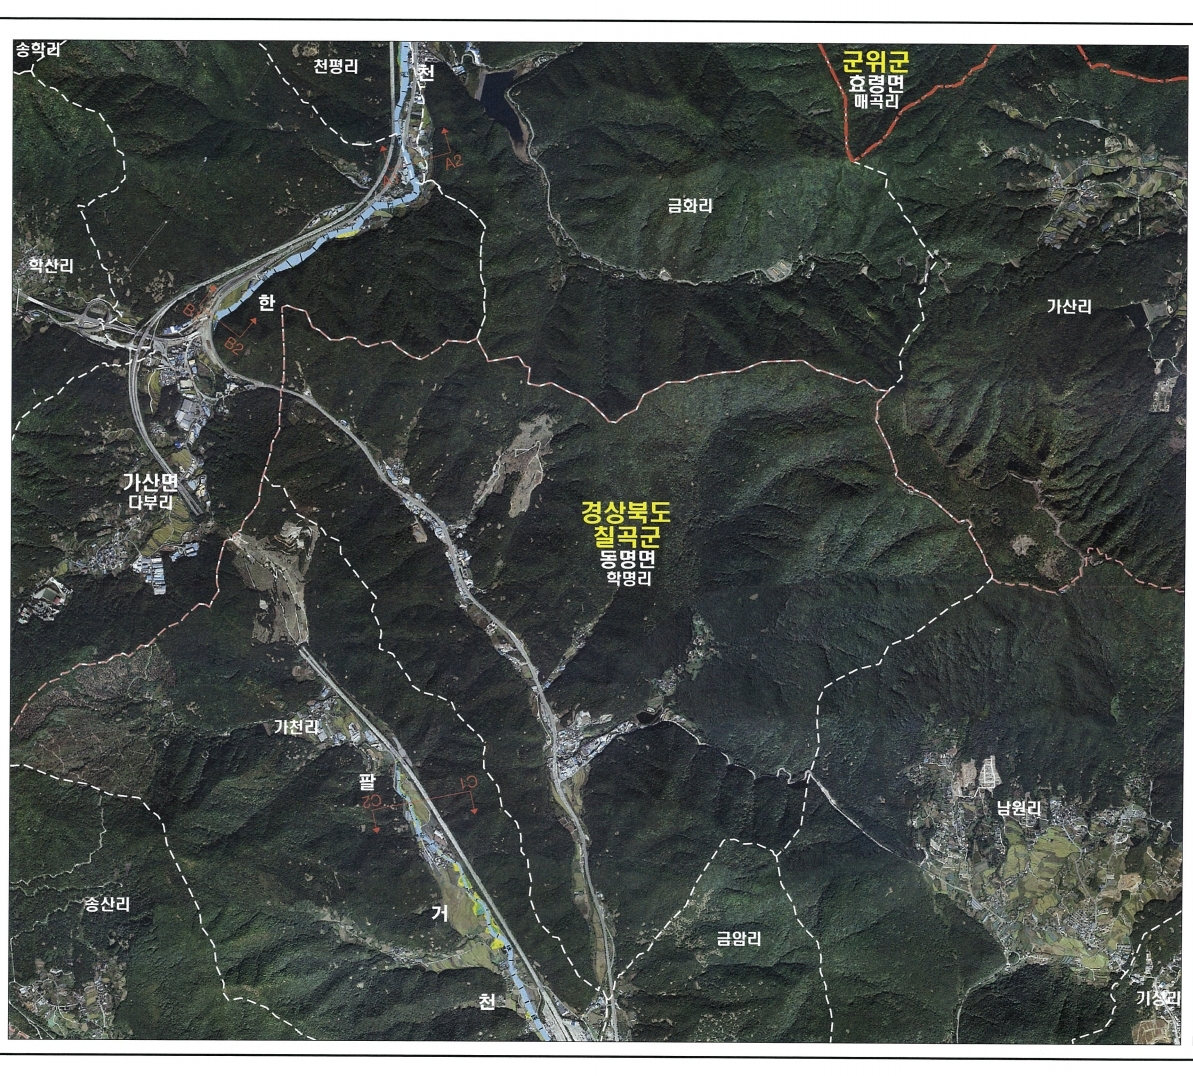 송학리
천평리
천
군위군
효령면
매곡리
A2
금화리
학산리
가산리
한
B2
가산면
다부리
경상북도
칠곡군
동명면
학명리
가천리
팔
C1
C2
남원리
송산리
거
금암리
천
기성리